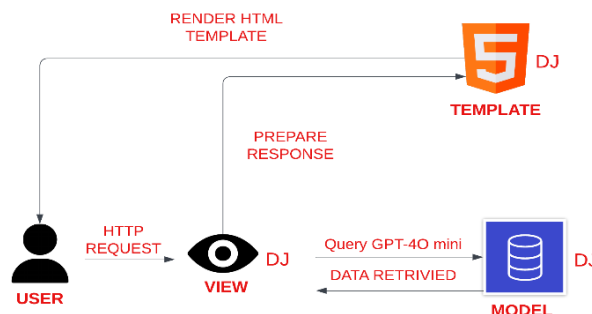 RENDER HTML
TEMPLATE
DJ
TEMPLATE
PREPARE
RESPONSE
HTTP
REQUEST
DJ
Query GPT-4O mini
DATA RETRIVIED
DJ
USER
VIEW
MODEL